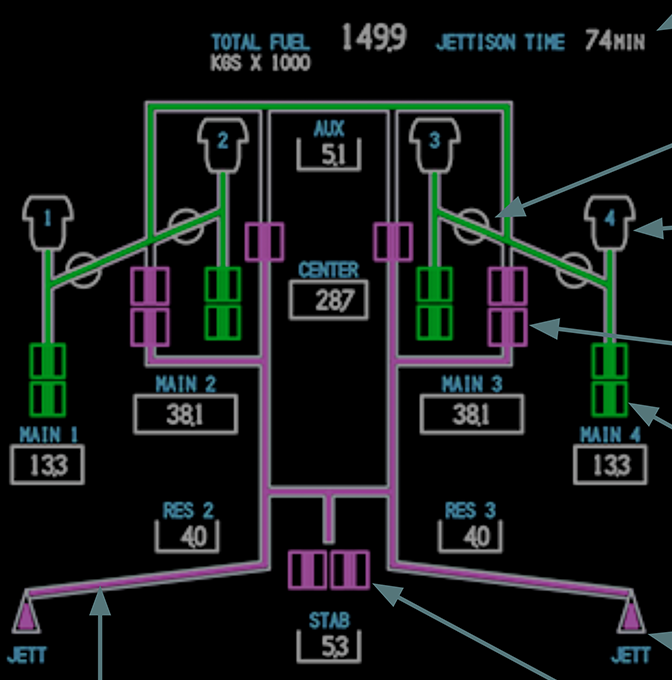 TOTAL FUEL 149.9 JETTISON TIME 74MIN
KGS X 1000
AUX
5.1
2 3
1 4
CENTER
28.7
MAIN 2 MAIN 3
38.1 38.1
MAIN 1 MAIN 4
13.3 13.3
RES 2 RES 3
4.0 4.0
STAB
5.3
JETT JETT